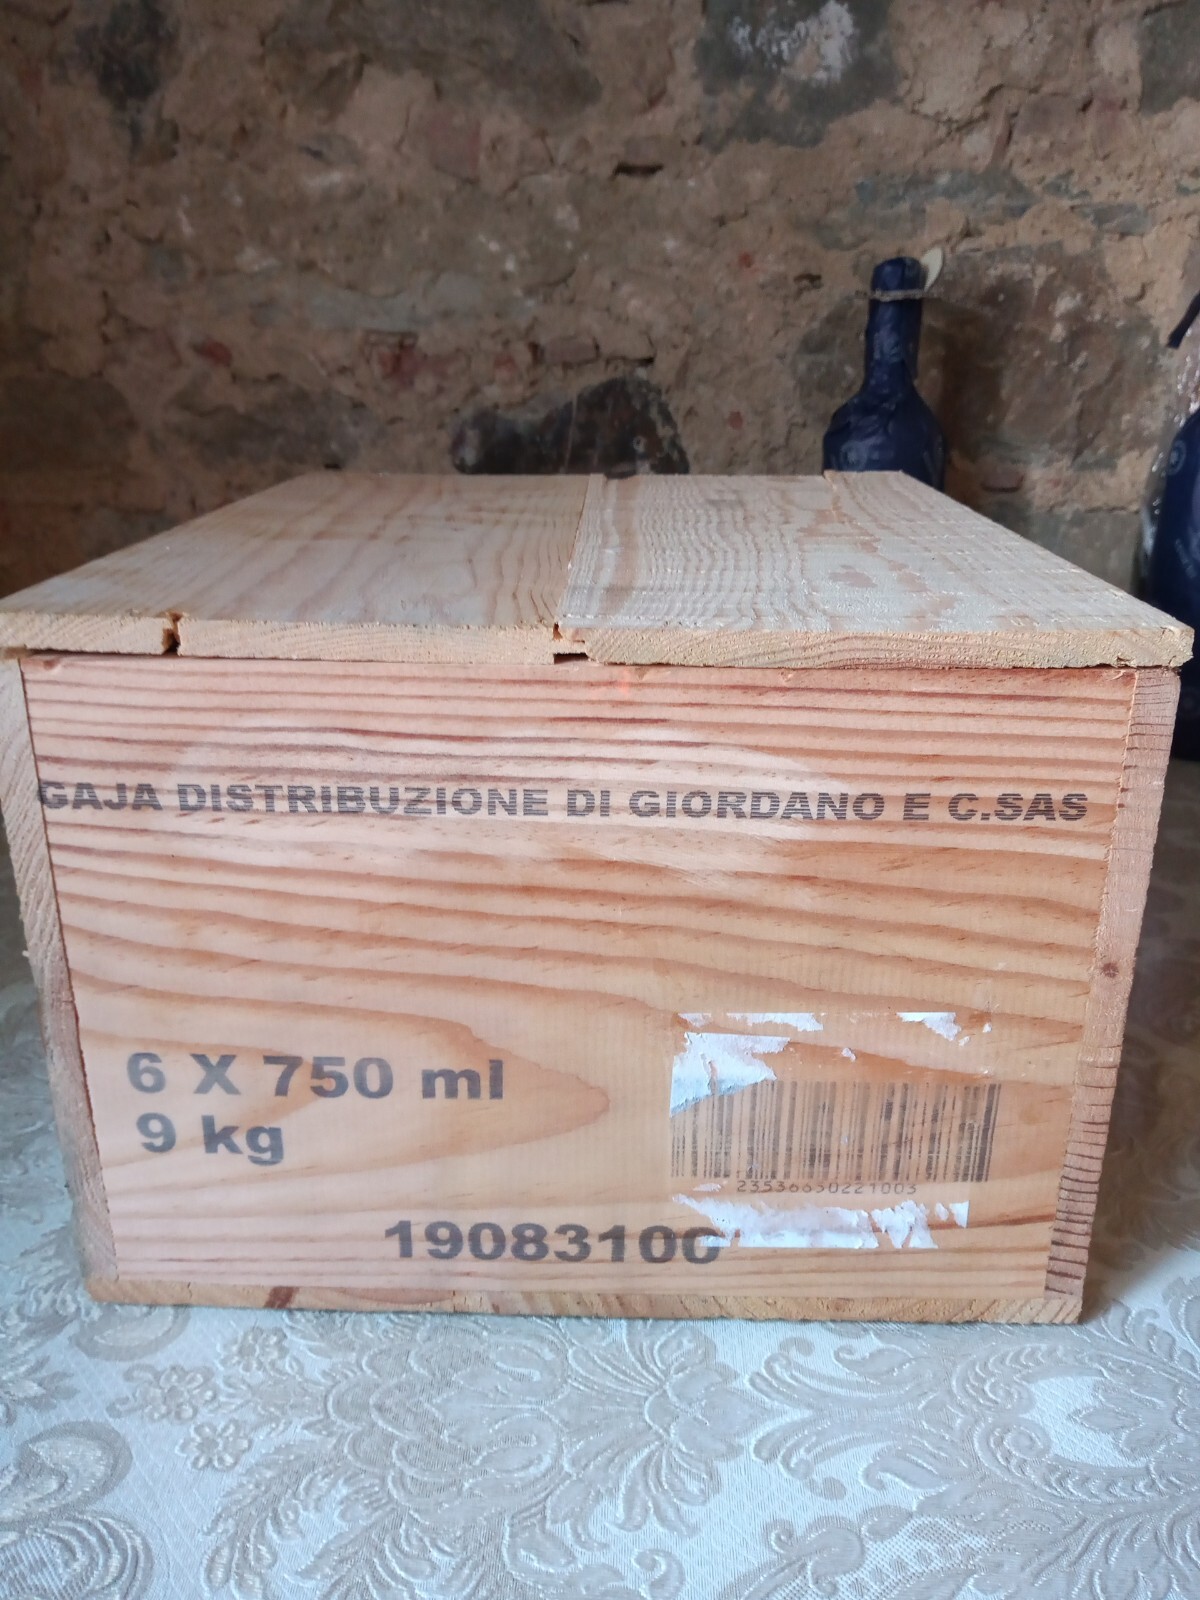 GAJA DISTRIBUZIONE DI GIORDANO E C.SAS
6 X 750 ml
9 kg
19083100